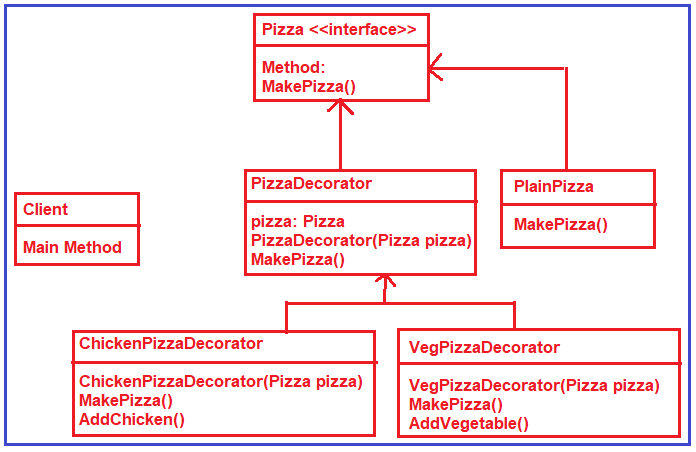 Pizza <<interface>>
Method:
MakePizza()
PizzaDecorator
pizza: Pizza
PizzaDecorator(Pizza pizza)
MakePizza()
PlainPizza
MakePizza()
Client
Main Method
ChickenPizzaDecorator
ChickenPizzaDecorator(Pizza pizza)
MakePizza()
AddChicken()
VegPizzaDecorator
VegPizzaDecorator(Pizza pizza)
MakePizza()
AddVegetable()